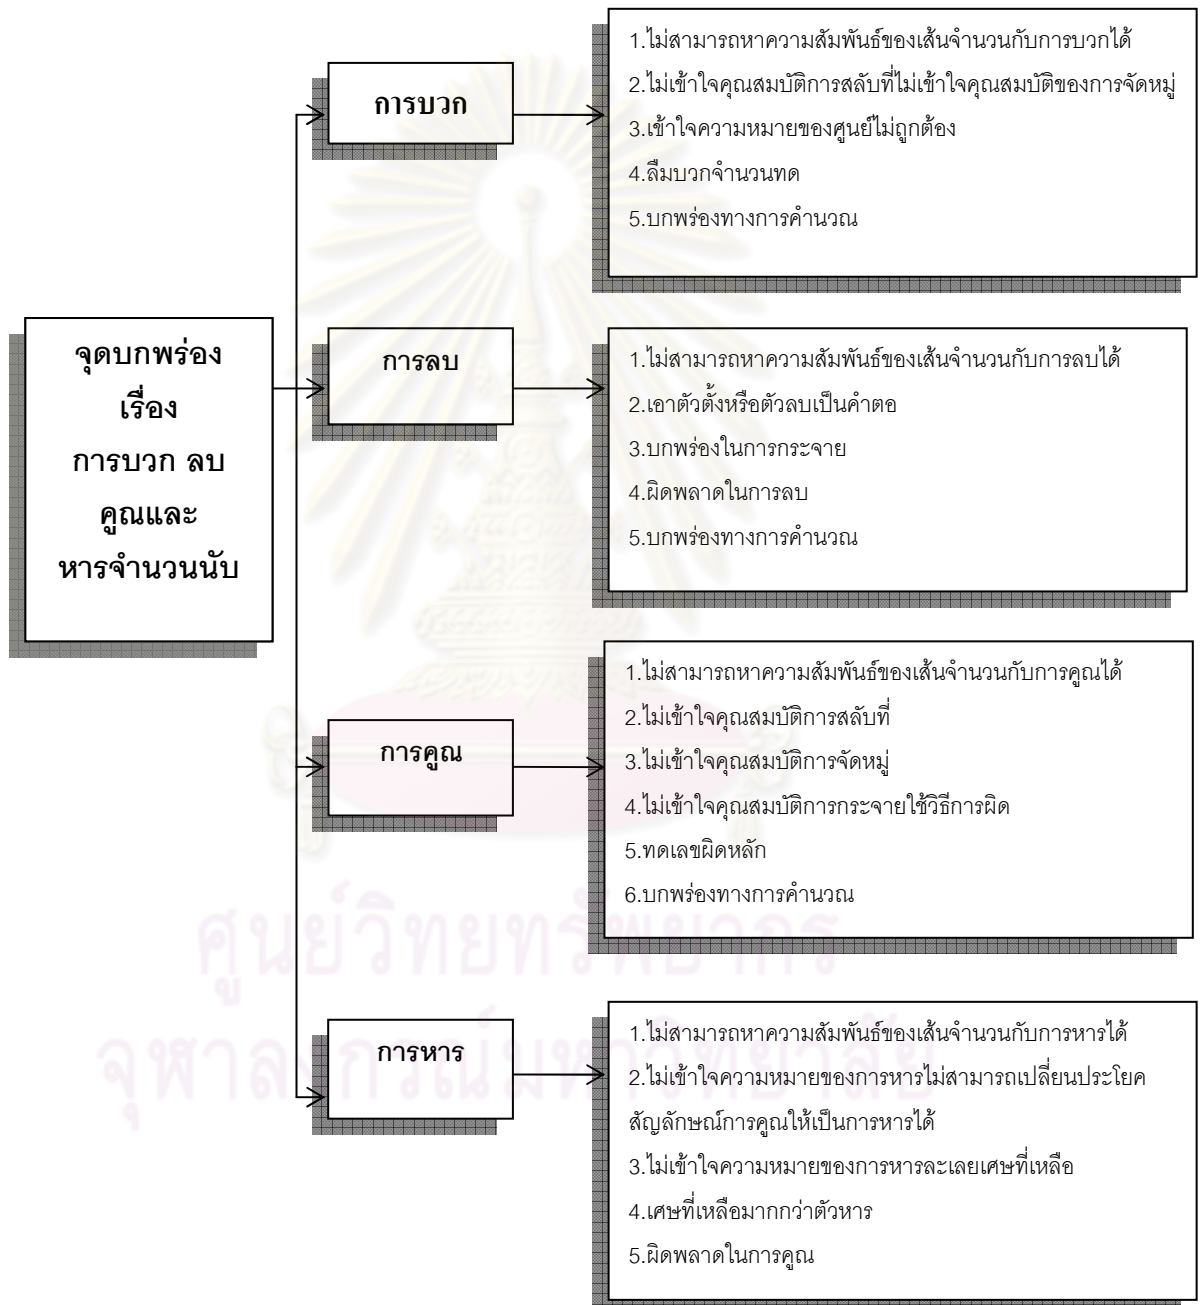 การบวก
1.ไม่สามารถหาความสัมพันธ์ของเส้นจำนวนกับการบวกได้
2.ไม่เข้าใจคุณสมบัติการสลับที่ไม่เข้าใจคุณสมบัติของการจัดหมู่
3.เข้าใจความหมายของศูนย์ไม่ถูกต้อง
4.ลืมบวกจำนวนทด
5.บกพร่องทางการคำนวณ
จุดบกพร่อง
เรื่อง
การบวก ลบ
คูณและ
หารจำนวนนับ
การลบ
1.ไม่สามารถหาความสัมพันธ์ของเส้นจำนวนกับการลบได้
2.เอาตัวตั้งหรือตัวลบเป็นคำตอ
3.บกพร่องในการกระจาย
4.ผิดพลาดในการลบ
5.บกพร่องทางการคำนวณ
การคูณ
1.ไม่สามารถหาความสัมพันธ์ของเส้นจำนวนกับการคูณได้
2.ไม่เข้าใจคุณสมบัติการสลับที่
3.ไม่เข้าใจคุณสมบัติการจัดหมู่
4.ไม่เข้าใจคุณสมบัติการกระจายใช้วิธีการผิด
5.ทดเลขผิดหลัก
6.บกพร่องทางการคำนวณ
การหาร
1.ไม่สามารถหาความสัมพันธ์ของเส้นจำนวนกับการหารได้
2.ไม่เข้าใจความหมายของการหารไม่สามารถเปลี่ยนประโยค
สัญลักษณ์การคูณให้เป็นการหารได้
3.ไม่เข้าใจความหมายของการหารละเลยเศษที่เหลือ
4.เศษที่เหลือมากกว่าตัวหาร
5.ผิดพลาดในการคูณ
ศูนย์วิทยทรัพยากร
จุฬาลงกรณ์มหาวิทยาลัย